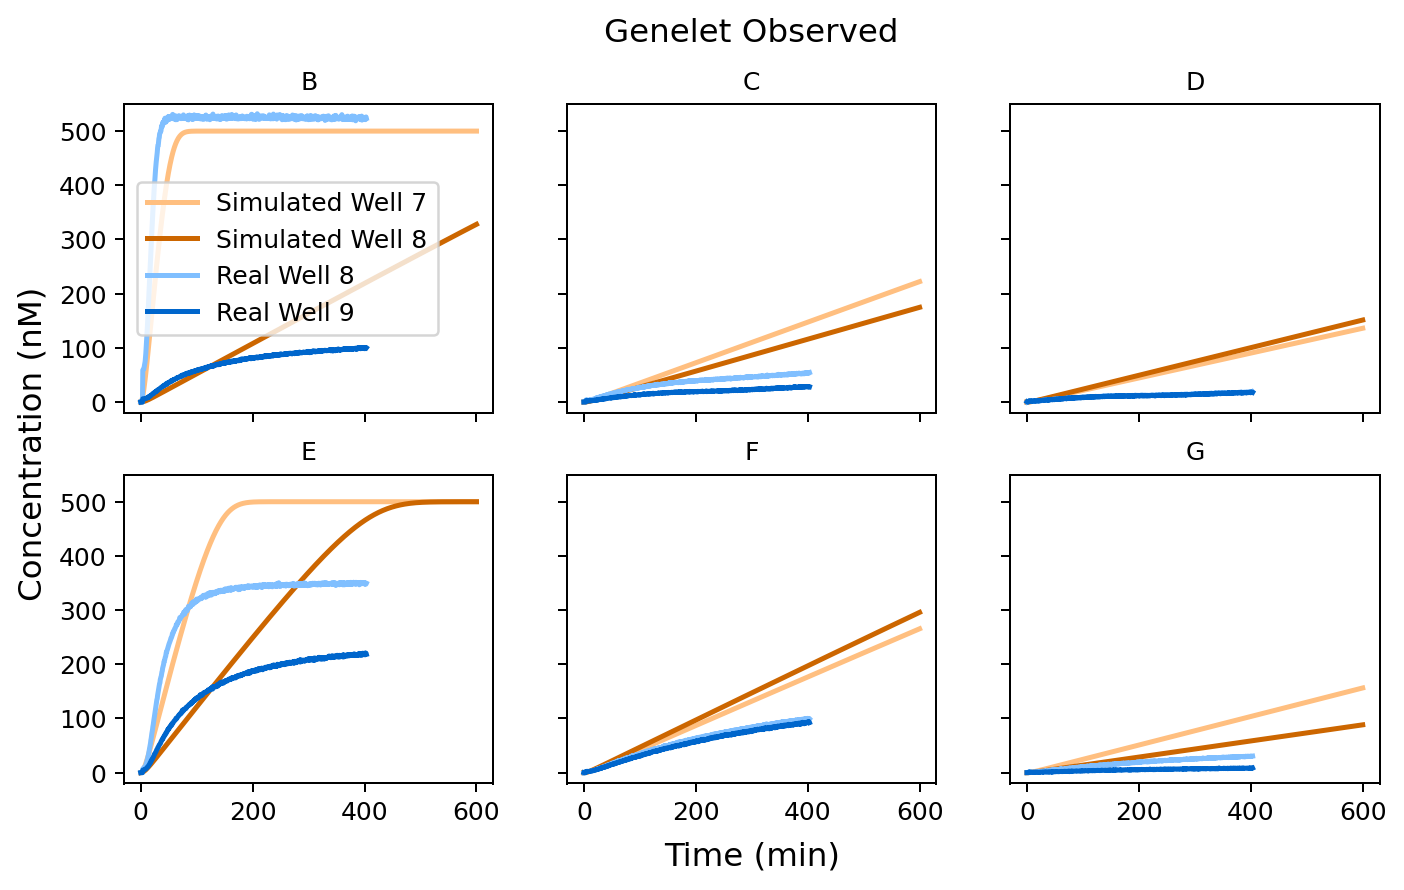 Genelet Observed
B
C
D
500
400
300
200
100
0
Simulated Well 7
Simulated Well 8
Real Well 8
Real Well 9
E
F
G
500
400
300
200
100
0
0 200 400 600
0 200 400 600
0 200 400 600
Concentration (nM)
Time (min)